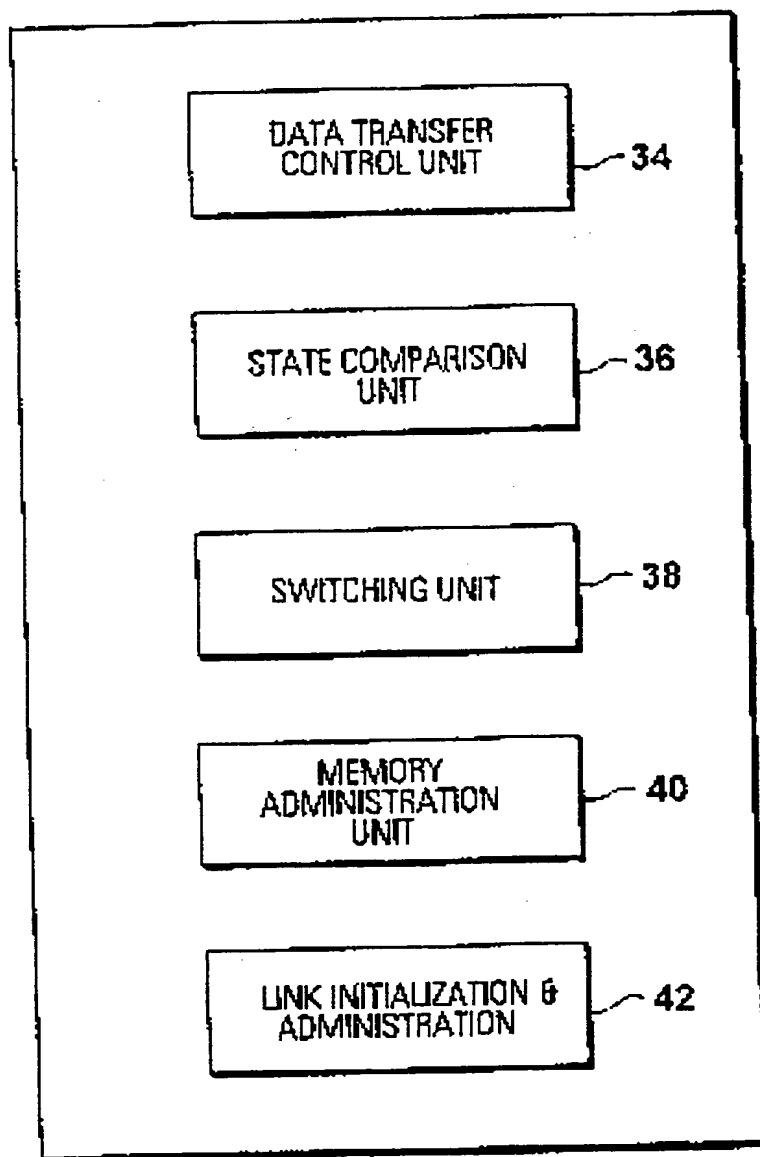 DATA TRANSFER
CONTROL UNIT
34
STATE COMPARISON
UNIT
36
SWITCHING UNIT
38
MEMORY
ADMINISTRATION
UNIT
40
LINK INITIALIZATION &
ADMINISTRATION
42